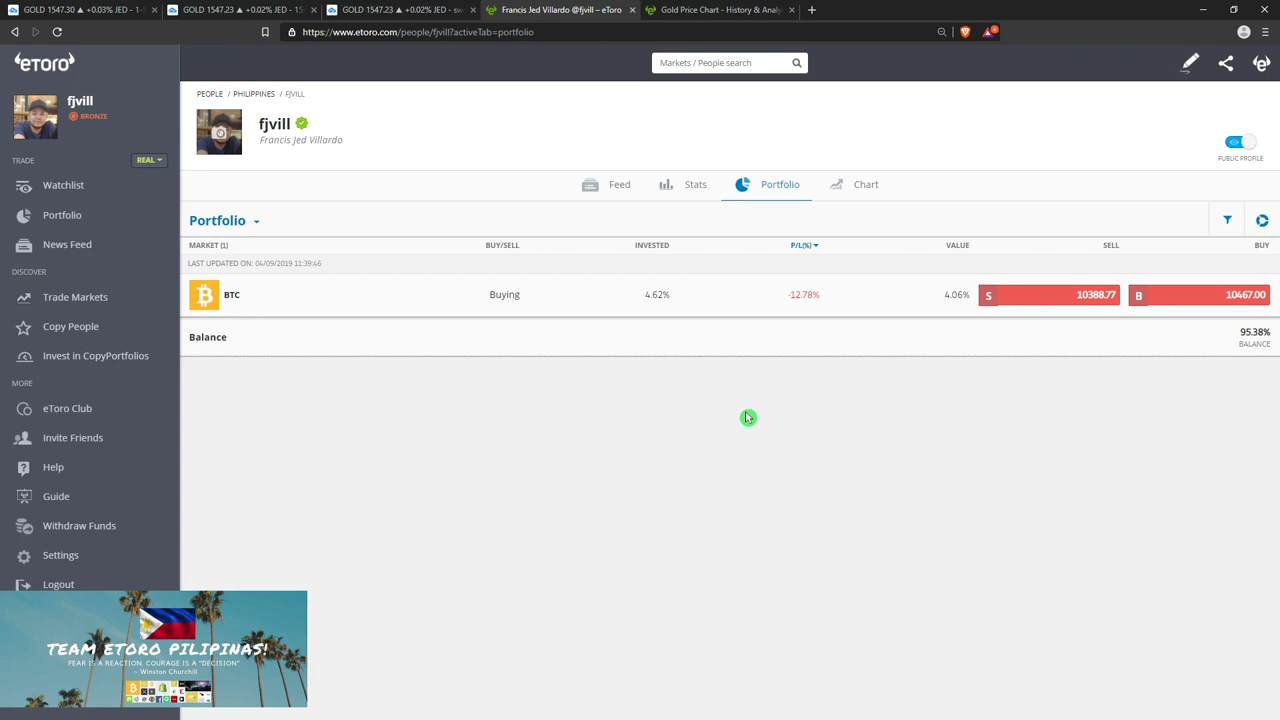 GOLD 1547.30 ▲ +0.03% JED - 1-5
GOLD 1547.23 ▲ +0.02% JED - 15
GOLD 1547.23 ▲ +0.02% JED - sw
Francis Jed Villardo @fjvill – eToro
Gold Price Chart - History & Analy
https://www.etoro.com/people/fjvill?activeTab=portfolio
eToro
Markets / People search
fjvill
BRONZE
PEOPLE / PHILIPPINES / FJVILL
fjvill
Francis Jed Villardo
PUBLIC PROFILE
TRADE
REAL
Watchlist
Portfolio
News Feed
DISCOVER
Trade Markets
Copy People
Invest in CopyPortfolios
MORE
eToro Club
Invite Friends
Help
Guide
Withdraw Funds
Settings
Logout
Feed
Stats
Portfolio
Chart
Portfolio
MARKET (1) BUY/SELL INVESTED P/L(%) VALUE SELL BUY
LAST UPDATED ON: 04/09/2019 11:39:46
BTC Buying 4.62% -12.78% 4.06% S 10388.77 B 10467.00
Balance 95.38%
BALANCE
TEAM ETORO PILIPINAS!
FEAR IS A REACTION. COURAGE IS A "DECISION"
~ Winston Churchill